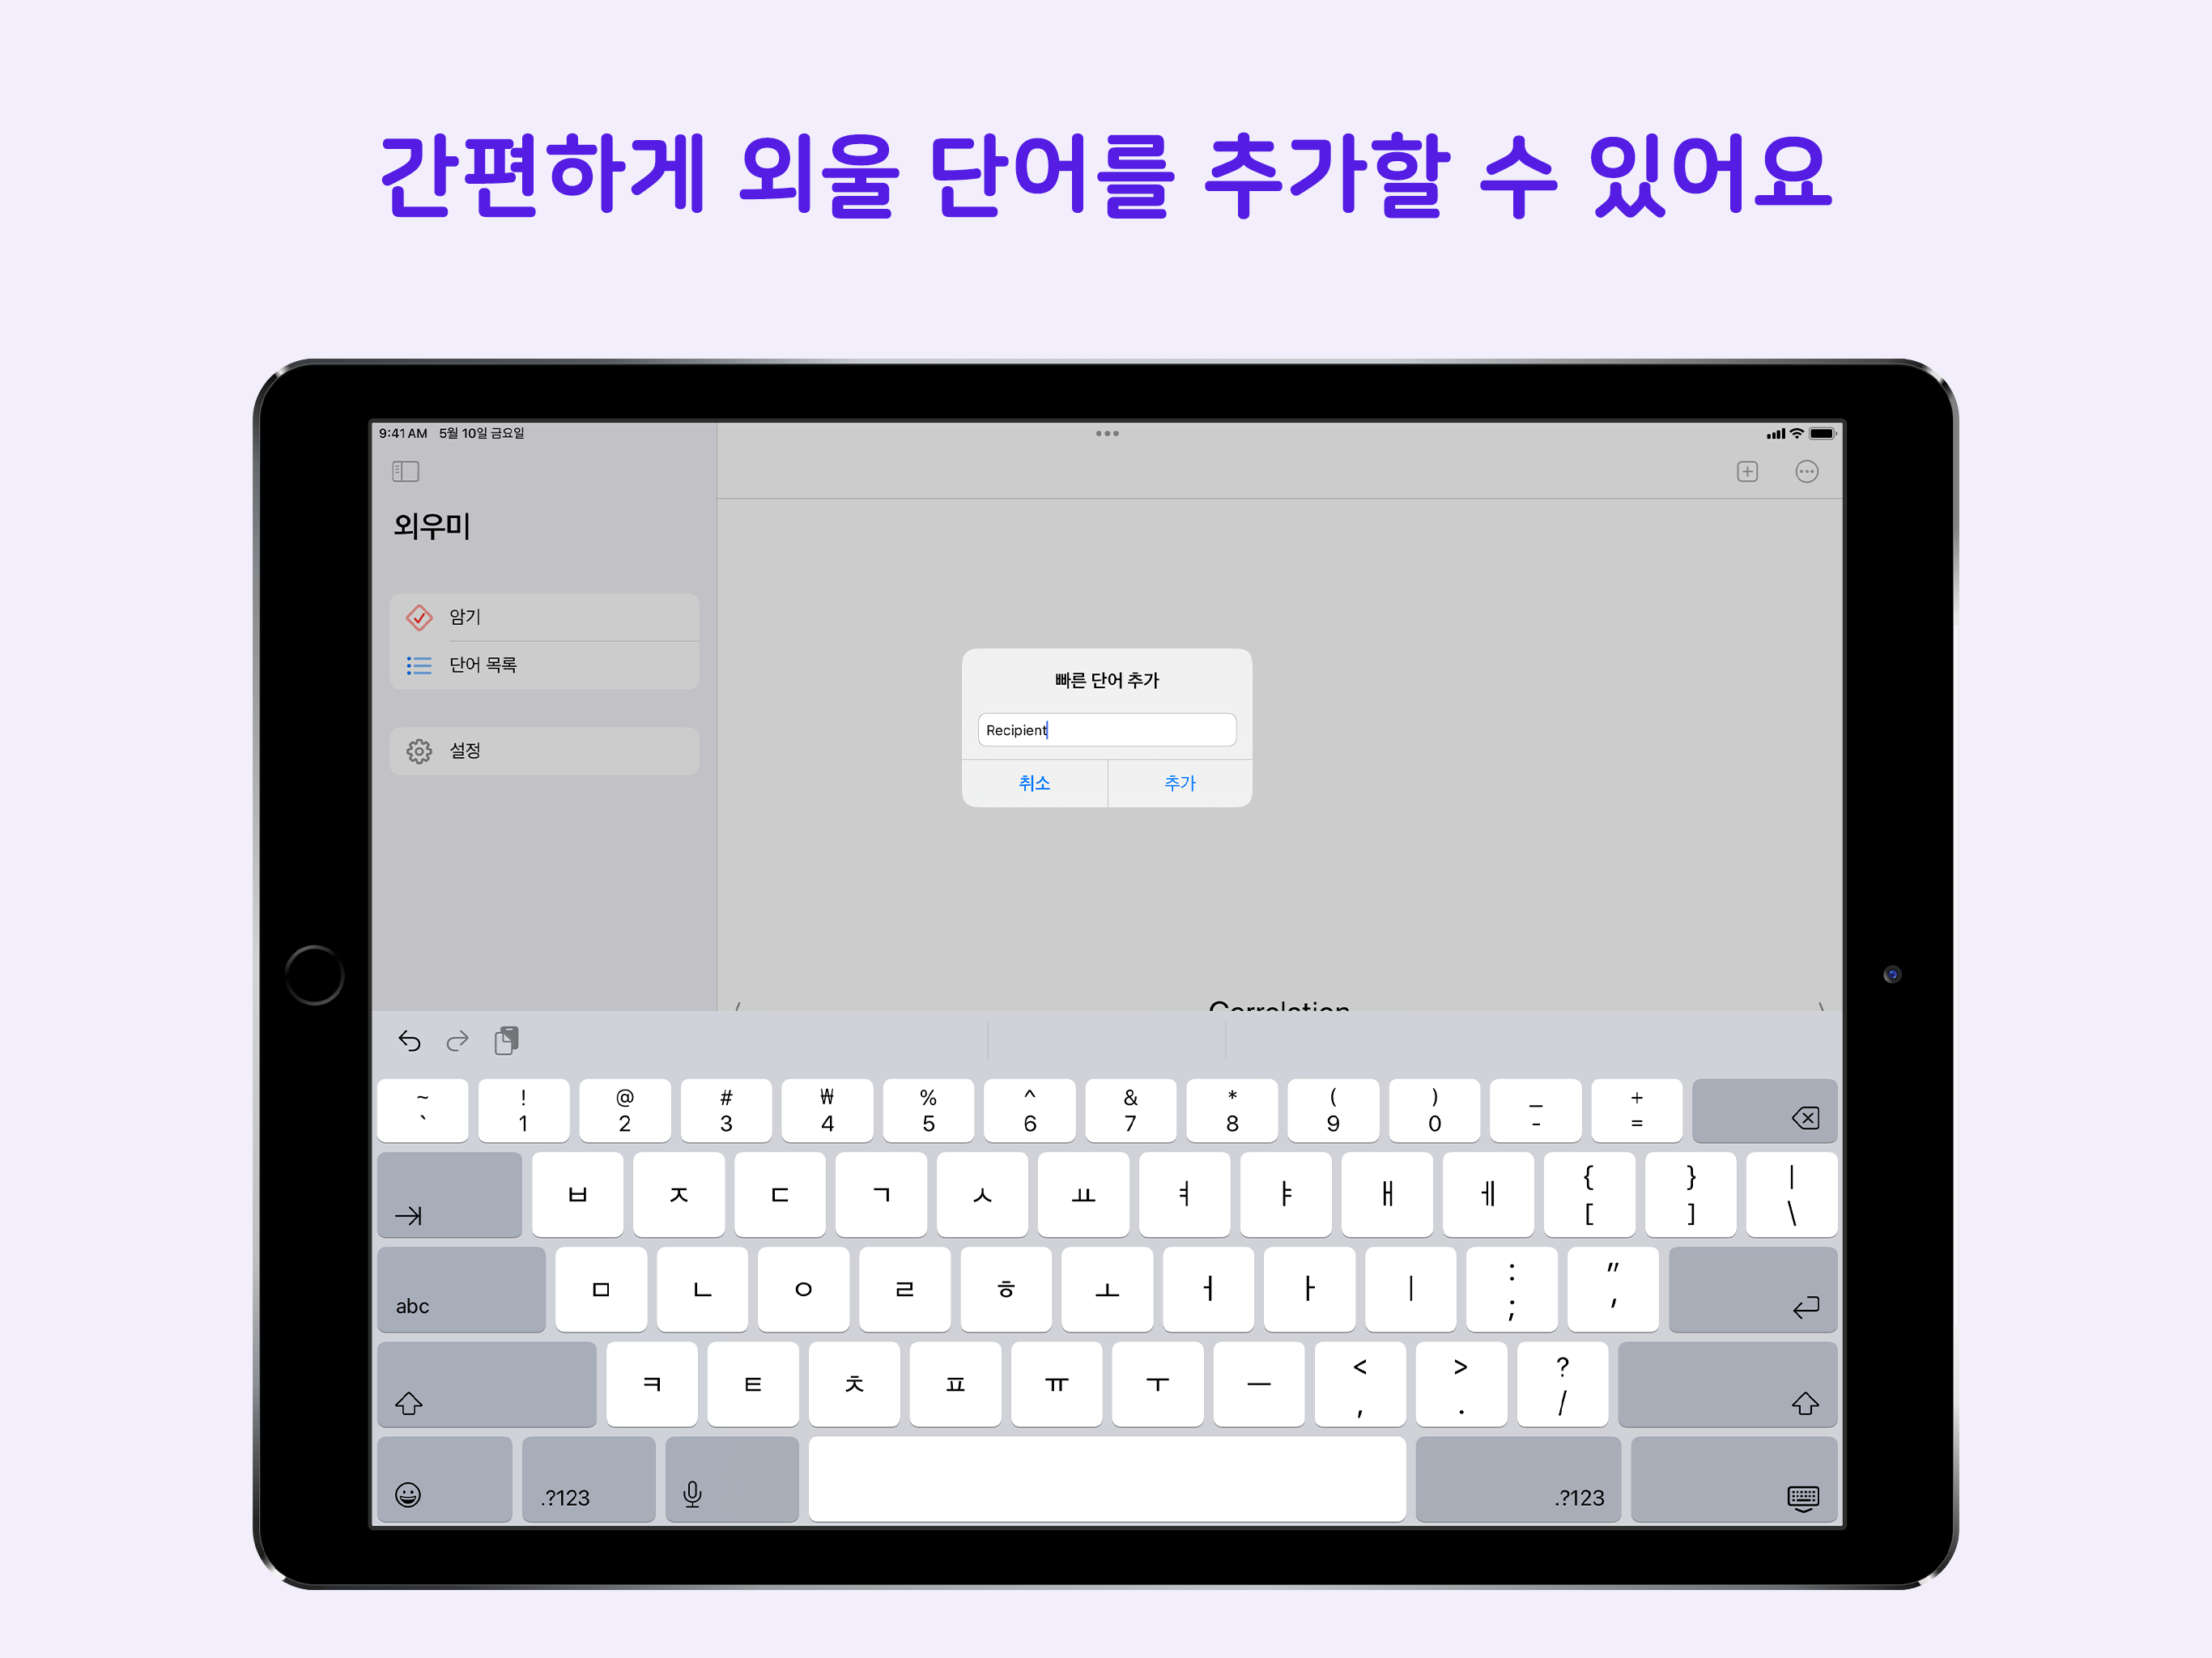 간편하게 외울 단어를 추가할 수 있어요
9:41 AM 5월 10일 금요일
외우미
암기
단어 목록
설정
빠른 단어 추가
Recipient
취소 추가
~ ! @ # ₩ % ^ & * ( ) _ +
` 1 2 3 4 5 6 7 8 9 0 - =
ㅂ ㅈ ㄷ ㄱ ㅅ ㅛ ㅕ ㅑ ㅐ ㅔ { } |
[ ] \
abc ㅁ ㄴ ㅇ ㄹ ㅎ ㅗ ㅓ ㅏ ㅣ : "
; '
ㅋ ㅌ ㅊ ㅍ ㅠ ㅜ ㅡ < > ?
, . /
.?123 .?123